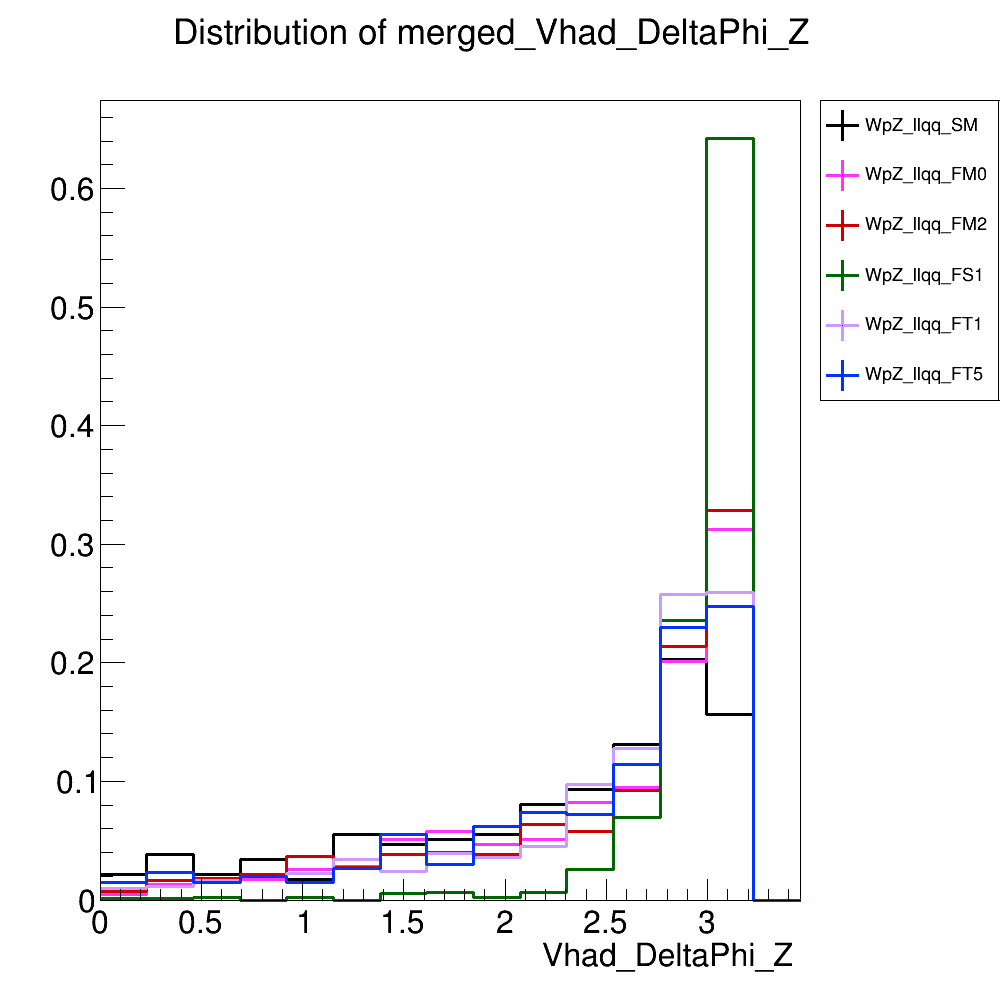 Distribution of merged_Vhad_DeltaPhi_Z
WpZ_llqq_SM
WpZ_llqq_FM0
WpZ_llqq_FM2
WpZ_llqq_FS1
WpZ_llqq_FT1
WpZ_llqq_FT5
0.6
0.5
0.4
0.3
0.2
0.1
0
0 0.5 1 1.5 2 2.5 3
Vhad_DeltaPhi_Z